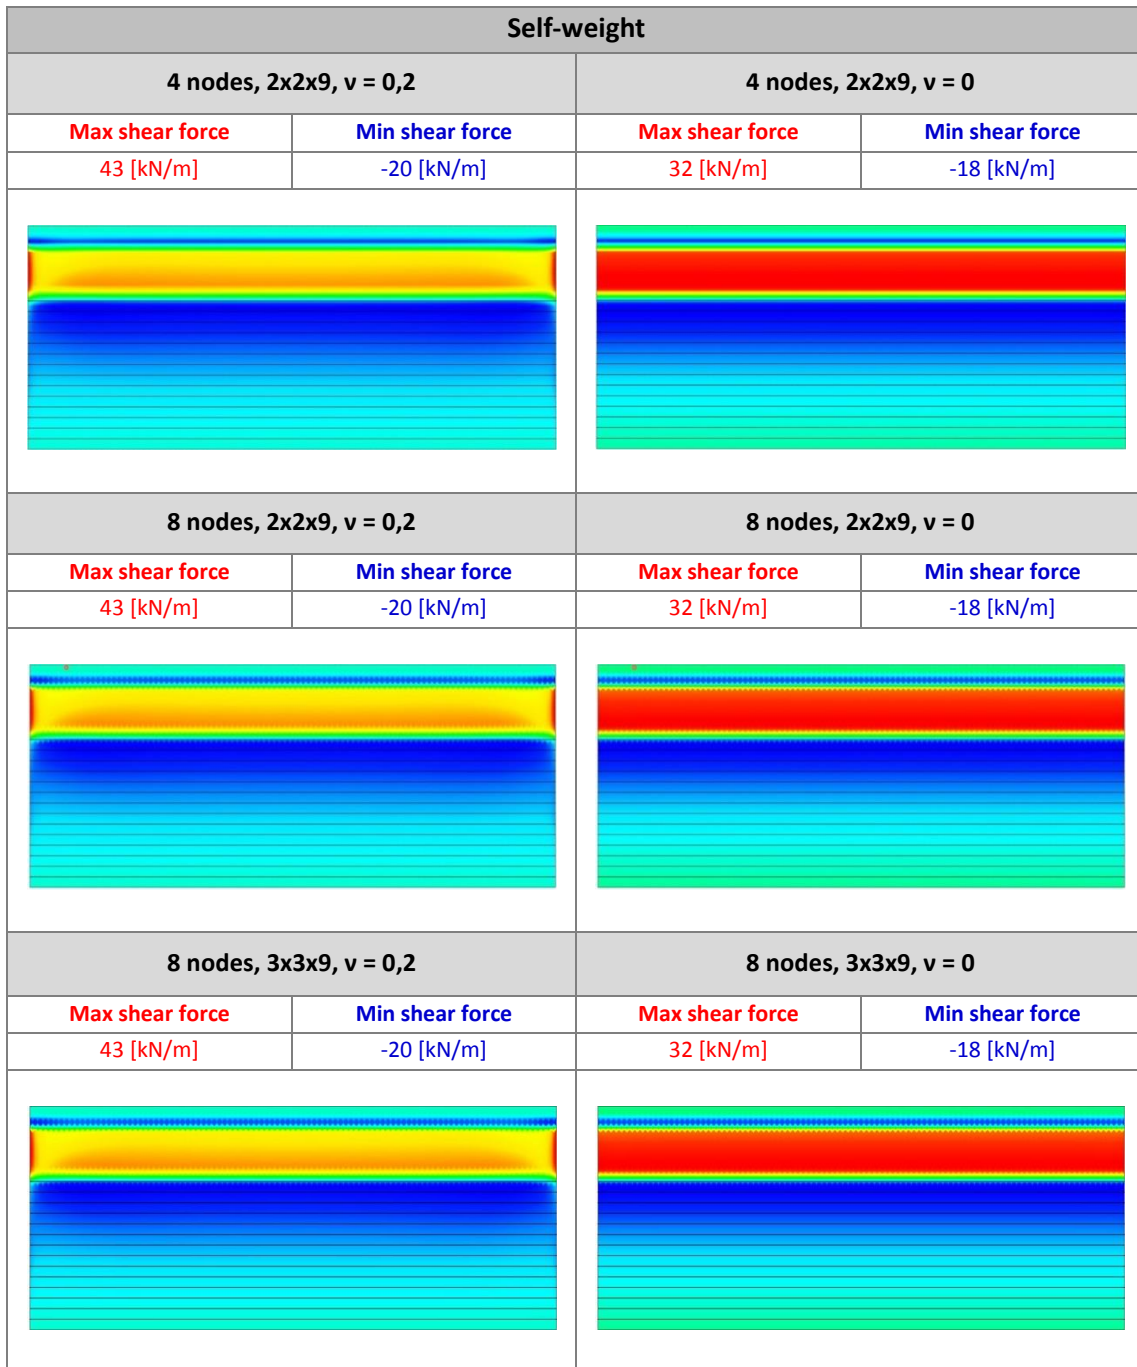 Self-weight
4 nodes, 2x2x9, ν = 0,2
4 nodes, 2x2x9, ν = 0
Max shear force
Min shear force
Max shear force
Min shear force
43 [kN/m]
-20 [kN/m]
32 [kN/m]
-18 [kN/m]
8 nodes, 2x2x9, ν = 0,2
8 nodes, 2x2x9, ν = 0
Max shear force
Min shear force
Max shear force
Min shear force
43 [kN/m]
-20 [kN/m]
32 [kN/m]
-18 [kN/m]
8 nodes, 3x3x9, ν = 0,2
8 nodes, 3x3x9, ν = 0
Max shear force
Min shear force
Max shear force
Min shear force
43 [kN/m]
-20 [kN/m]
32 [kN/m]
-18 [kN/m]